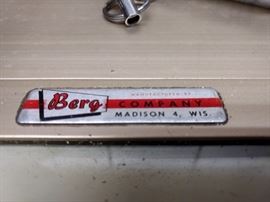 MANUFACTURED BY
Berg COMPANY
MADISON 4, WIS.